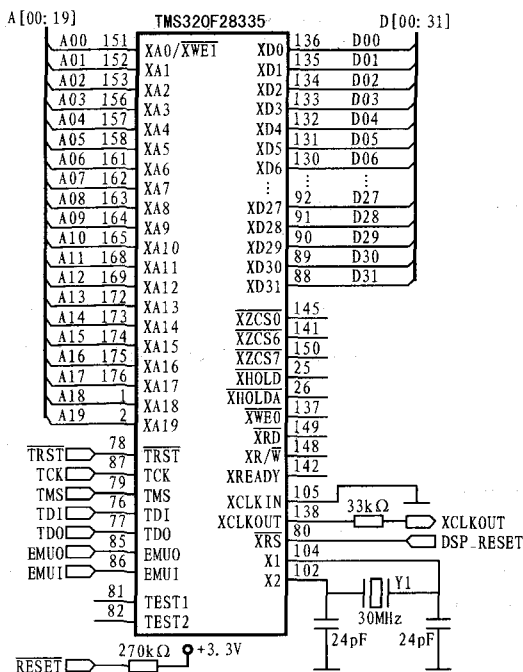 A[00:19]
TMS320F28335
D[00:31]
A00 151 XA0/XWE1 XD0 136 D00
A01 152 XA1 XD1 135 D01
A02 153 XA2 XD2 134 D02
A03 156 XA3 XD3 133 D03
A04 157 XA4 XD4 132 D04
A05 158 XA5 XD5 131 D05
A06 161 XA6 XD6 130 D06
A07 162 XA7 ⋮ ⋮
A08 163 XA8 XD27 92 D27
A09 164 XA9 XD28 91 D28
A10 165 XA10 XD29 90 D29
A11 168 XA11 XD30 89 D30
A12 169 XA12 XD31 88 D31
A13 172 XA13 XZCS0 145
A14 173 XA14 XZCS6 141
A15 174 XA15 XZCS7 150
A16 175 XA16 XHOLD 25
A17 176 XA17 XHOLDA 26
A18 1 XA18 XWE0 137
A19 2 XA19 XRD 149
XR/W 148
XREADY 142
TRST 78 TRST
TCK 87 TCK
TMS 79 TMS
TDI 76 TDI
TDO 77 TDO
EMU0 85 EMU0
EMUI 86 EMUI
XCLKIN 105
XCLKOUT 138 33kΩ XCLKOUT
XRS 80 DSP_RESET
X1 104
X2 102
81 TEST1
82 TEST2
Y1
30MHz
24pF 24pF
RESET 270kΩ +3.3V